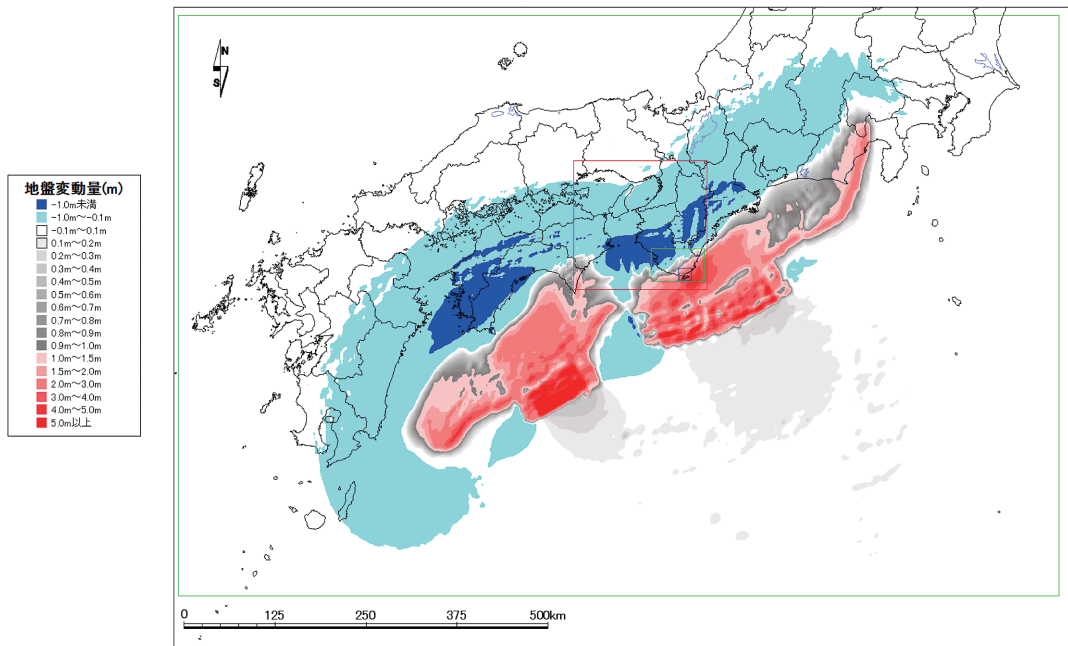 N
S
地盤変動量(m)
-1.0m未満
-1.0m～-0.1m
-0.1m～0.1m
0.1m～0.2m
0.2m～0.3m
0.3m～0.4m
0.4m～0.5m
0.5m～0.6m
0.6m～0.7m
0.7m～0.8m
0.8m～0.9m
0.9m～1.0m
1.0m～1.5m
1.5m～2.0m
2.0m～3.0m
3.0m～4.0m
4.0m～5.0m
5.0m以上
0 125 250 375 500km